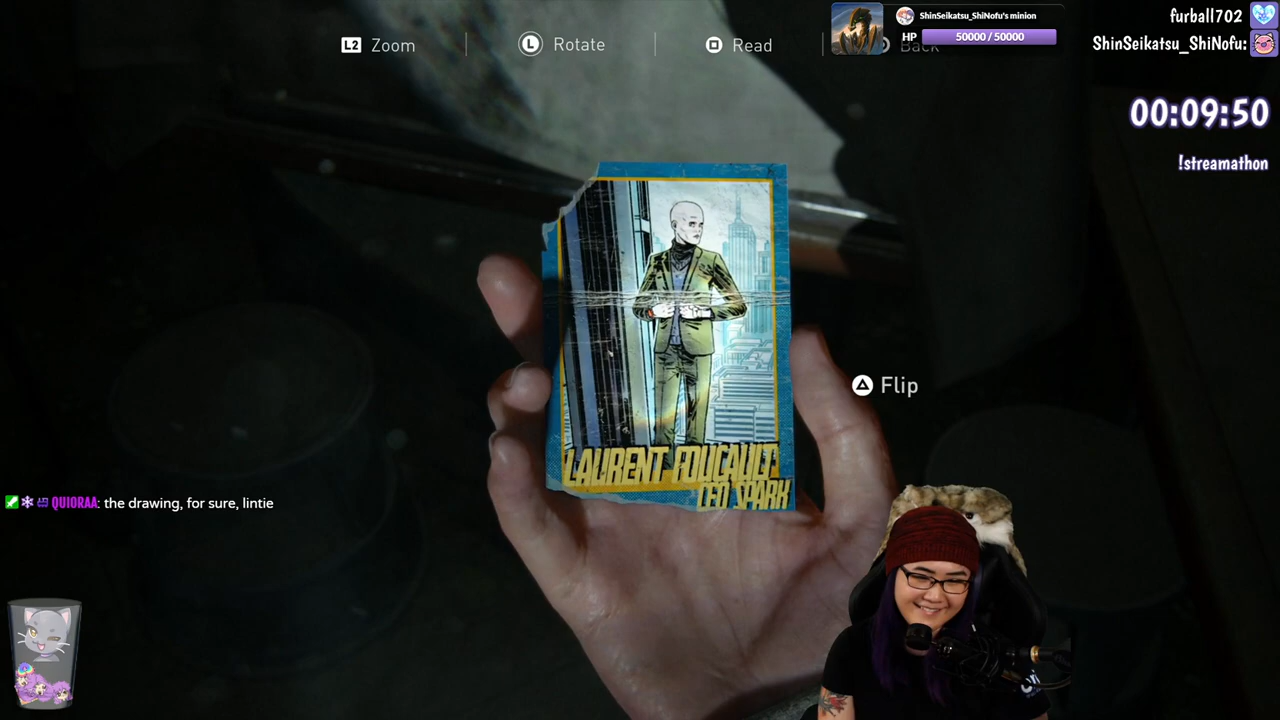 L2 Zoom
L Rotate
Read
Back
ShinSeikatsu_ShiNofu's minion
HP 50000 / 50000
furball702
ShinSeikatsu_ShiNofu:
00:09:50
!streamathon
Flip
LAURENT FOUCAULT
CEO SPARK
QUIORAA: the drawing, for sure, lintie